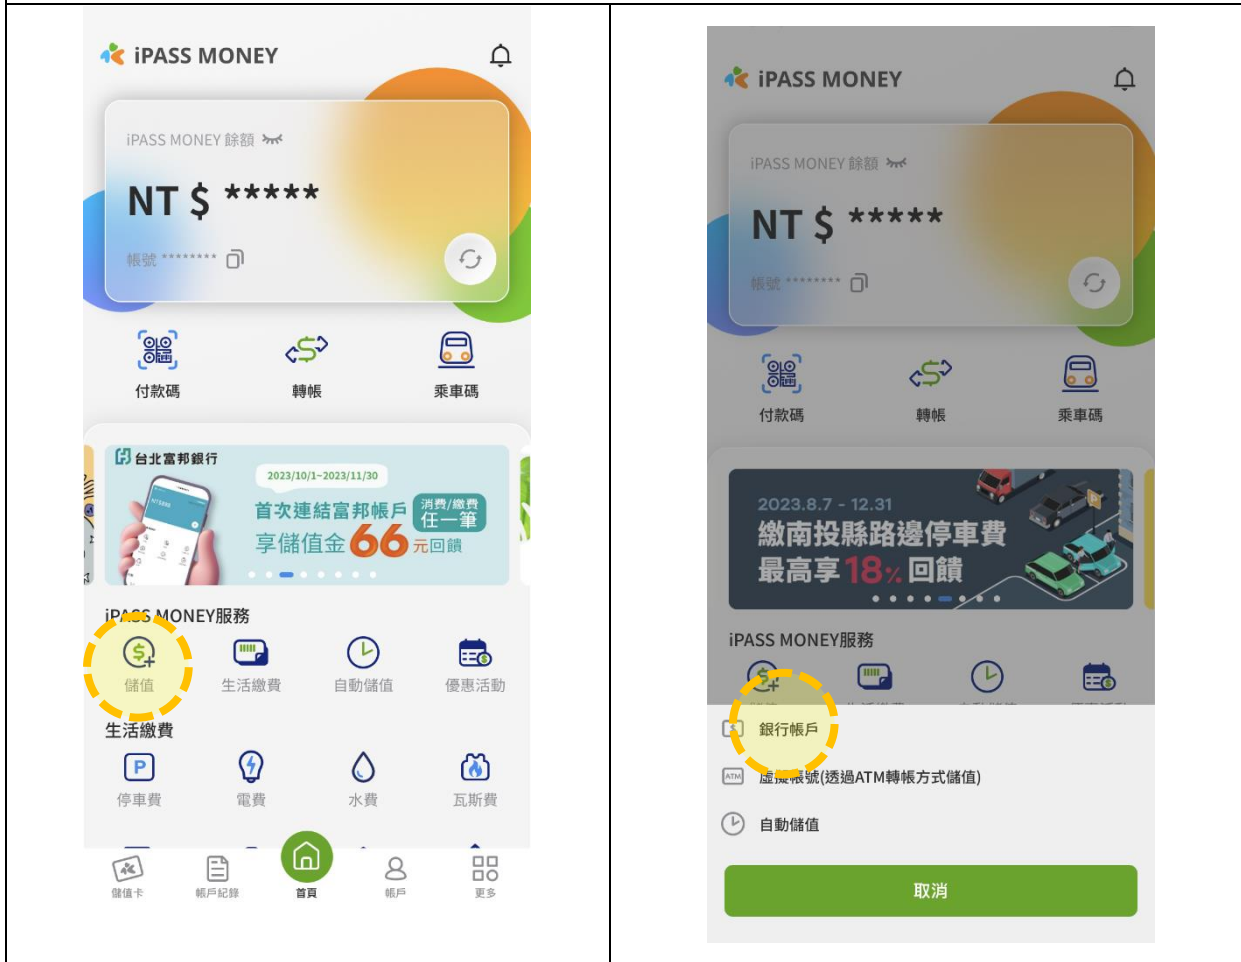 iPASS MONEY
iPASS MONEY 餘額
NT $ *****
帳號 ********
付款碼
轉帳
乘車碼
台北富邦銀行
2023/10/1~2023/11/30
首次連結富邦帳戶
消費/繳費
任一筆
享儲值金66元回饋
iPASS MONEY服務
儲值
生活繳費
自動儲值
優惠活動
生活繳費
停車費
電費
水費
瓦斯費
儲值卡
帳戶紀錄
首頁
帳戶
更多
iPASS MONEY
iPASS MONEY 餘額
NT $ *****
帳號 ********
付款碼
轉帳
乘車碼
2023.8.7 - 12.31
繳南投縣路邊停車費
最高享18%回饋
iPASS MONEY服務
銀行帳戶
ATM
虛擬帳號(透過ATM轉帳方式儲值)
自動儲值
取消